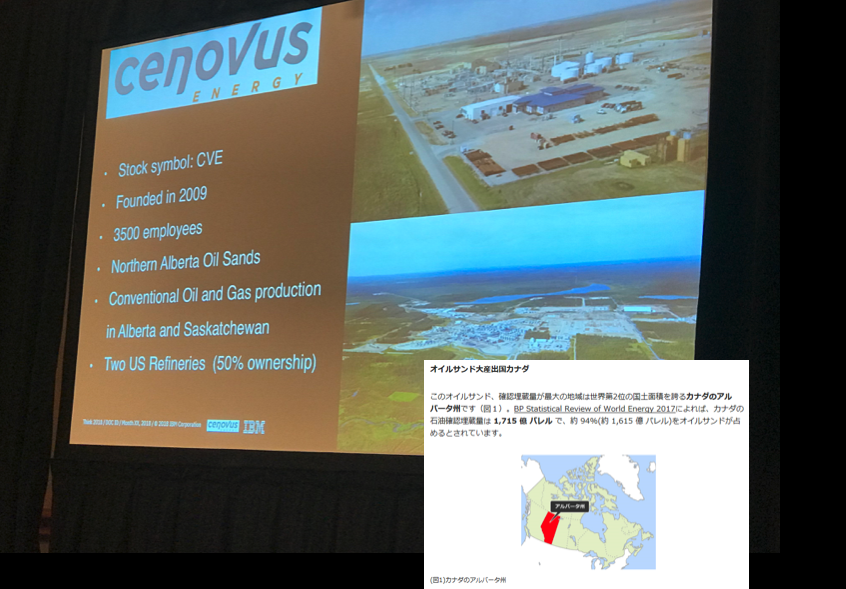 cenovus
ENERGY
• Stock symbol: CVE
• Founded in 2009
• 3500 employees
• Northern Alberta Oil Sands
• Conventional Oil and Gas production
in Alberta and Saskatchewan
• Two US Refineries (50% ownership)
Think 2018 / / March 05, 2018 / © 2018 IBM Corporation
cenovus
IBM
オイルサンド大産出国カナダ
このオイルサンド、確認埋蔵量が最大の地域は世界第2位の国土面積を誇るカナダのアル
バータ州です（図１）。BP Statistical Review of World Energy 2017によれば、カナダの
石油確認埋蔵量は 1,715 億 バレル で、約 94%(約 1,615 億 バレル)をオイルサンドが占
めるとされています。
アルバータ州
(図1)カナダのアルバータ州